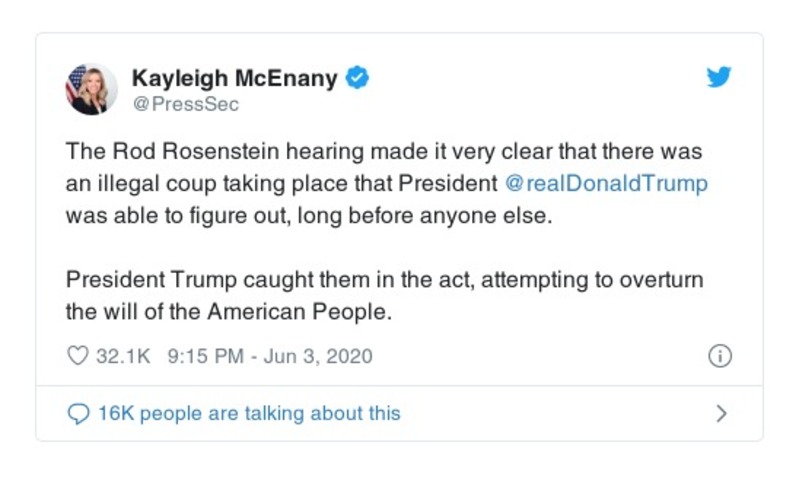 Kayleigh McEnany
@PressSec
The Rod Rosenstein hearing made it very clear that there was
an illegal coup taking place that President @realDonaldTrump
was able to figure out, long before anyone else.
President Trump caught them in the act, attempting to overturn
the will of the American People.
32.1K 9:15 PM - Jun 3, 2020
16K people are talking about this